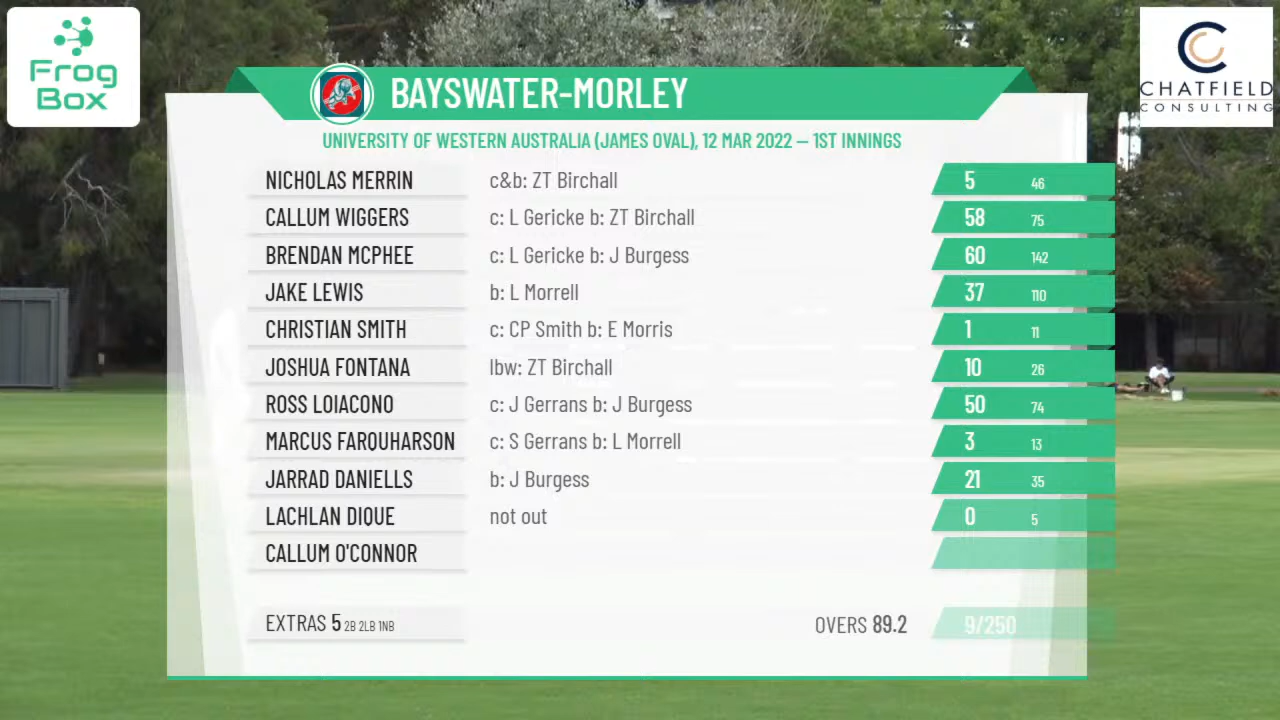 Frog
Box
CHATFIELD
CONSULTING
BAYSWATER-MORLEY
UNIVERSITY OF WESTERN AUSTRALIA (JAMES OVAL), 12 MAR 2022 – 1ST INNINGS
NICHOLAS MERRIN c&b: ZT Birchall 5 46
CALLUM WIGGERS c: L Gericke b: ZT Birchall 58 75
BRENDAN MCPHEE c: L Gericke b: J Burgess 60 142
JAKE LEWIS b: L Morrell 37 110
CHRISTIAN SMITH c: CP Smith b: E Morris 1 11
JOSHUA FONTANA lbw: ZT Birchall 10 26
ROSS LOIACONO c: J Gerrans b: J Burgess 50 74
MARCUS FARQUHARSON c: S Gerrans b: L Morrell 3 13
JARRAD DANIELLS b: J Burgess 21 35
LACHLAN DIQUE not out 0 5
CALLUM O'CONNOR
EXTRAS 5 2B 2LB 1NB OVERS 89.2 9/250